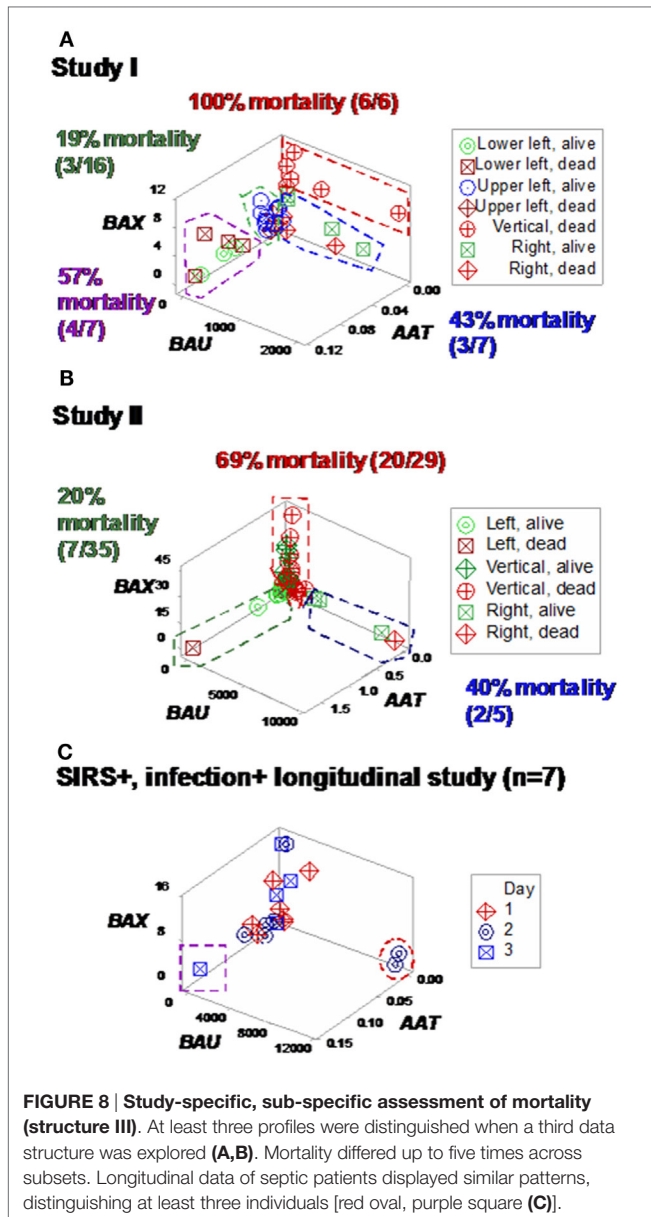 A
Study I
100% mortality (6/6)
19% mortality
(3/16)
Lower left, alive
Lower left, dead
Upper left, alive
Upper left, dead
Vertical, dead
Right, alive
Right, dead
12
BAX
8
4
0
57%
mortality
(4/7)
0
1000
2000
BAU
0.12
0.08
0.04
0.00
AAT
43% mortality
(3/7)
B
Study II
69% mortality (20/29)
20%
mortality
(7/35)
Left, alive
Left, dead
Vertical, alive
Vertical, dead
Right, alive
Right, dead
45
BAX
30
15
0
0
5000
10000
BAU
1.5
1.0
0.5
0.0
AAT
40% mortality
(2/5)
C
SIRS+, infection+ longitudinal study (n=7)
16
BAX
8
0
0
4000
8000
12000
BAU
0.15
0.10
0.05
0.00
AAT
Day
1
2
3
FIGURE 8 | Study-specific, sub-specific assessment of mortality
(structure III). At least three profiles were distinguished when a third data
structure was explored (A,B). Mortality differed up to five times across
subsets. Longitudinal data of septic patients displayed similar patterns,
distinguishing at least three individuals [red oval, purple square (C)].